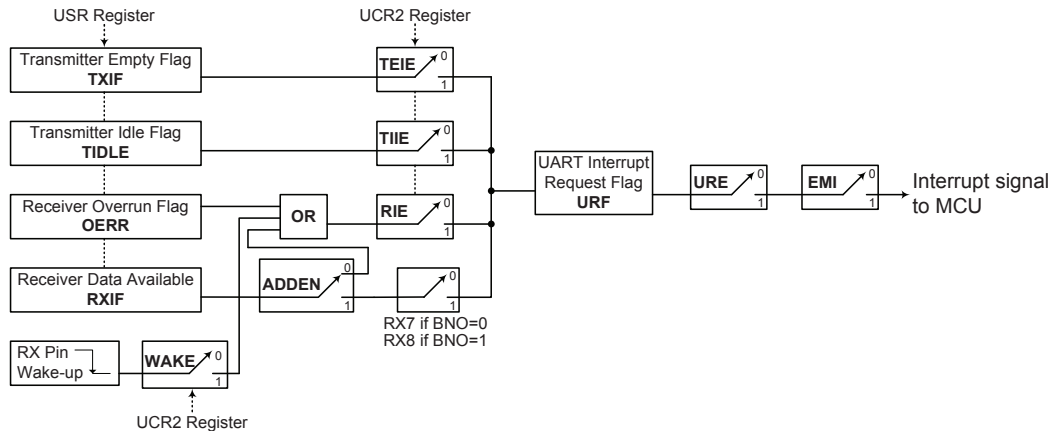 USR Register
UCR2 Register
Transmitter Empty Flag
TXIF
TEIE
0
1
Transmitter Idle Flag
TIDLE
TIIE
0
1
UART Interrupt
Request Flag
URF
URE
0
1
EMI
0
1
Interrupt signal
to MCU
Receiver Overrun Flag
OERR
OR
RIE
0
1
Receiver Data Available
RXIF
ADDEN
0
1
0
1
RX7 if BNO=0
RX8 if BNO=1
RX Pin
Wake-up
WAKE
0
1
UCR2 Register